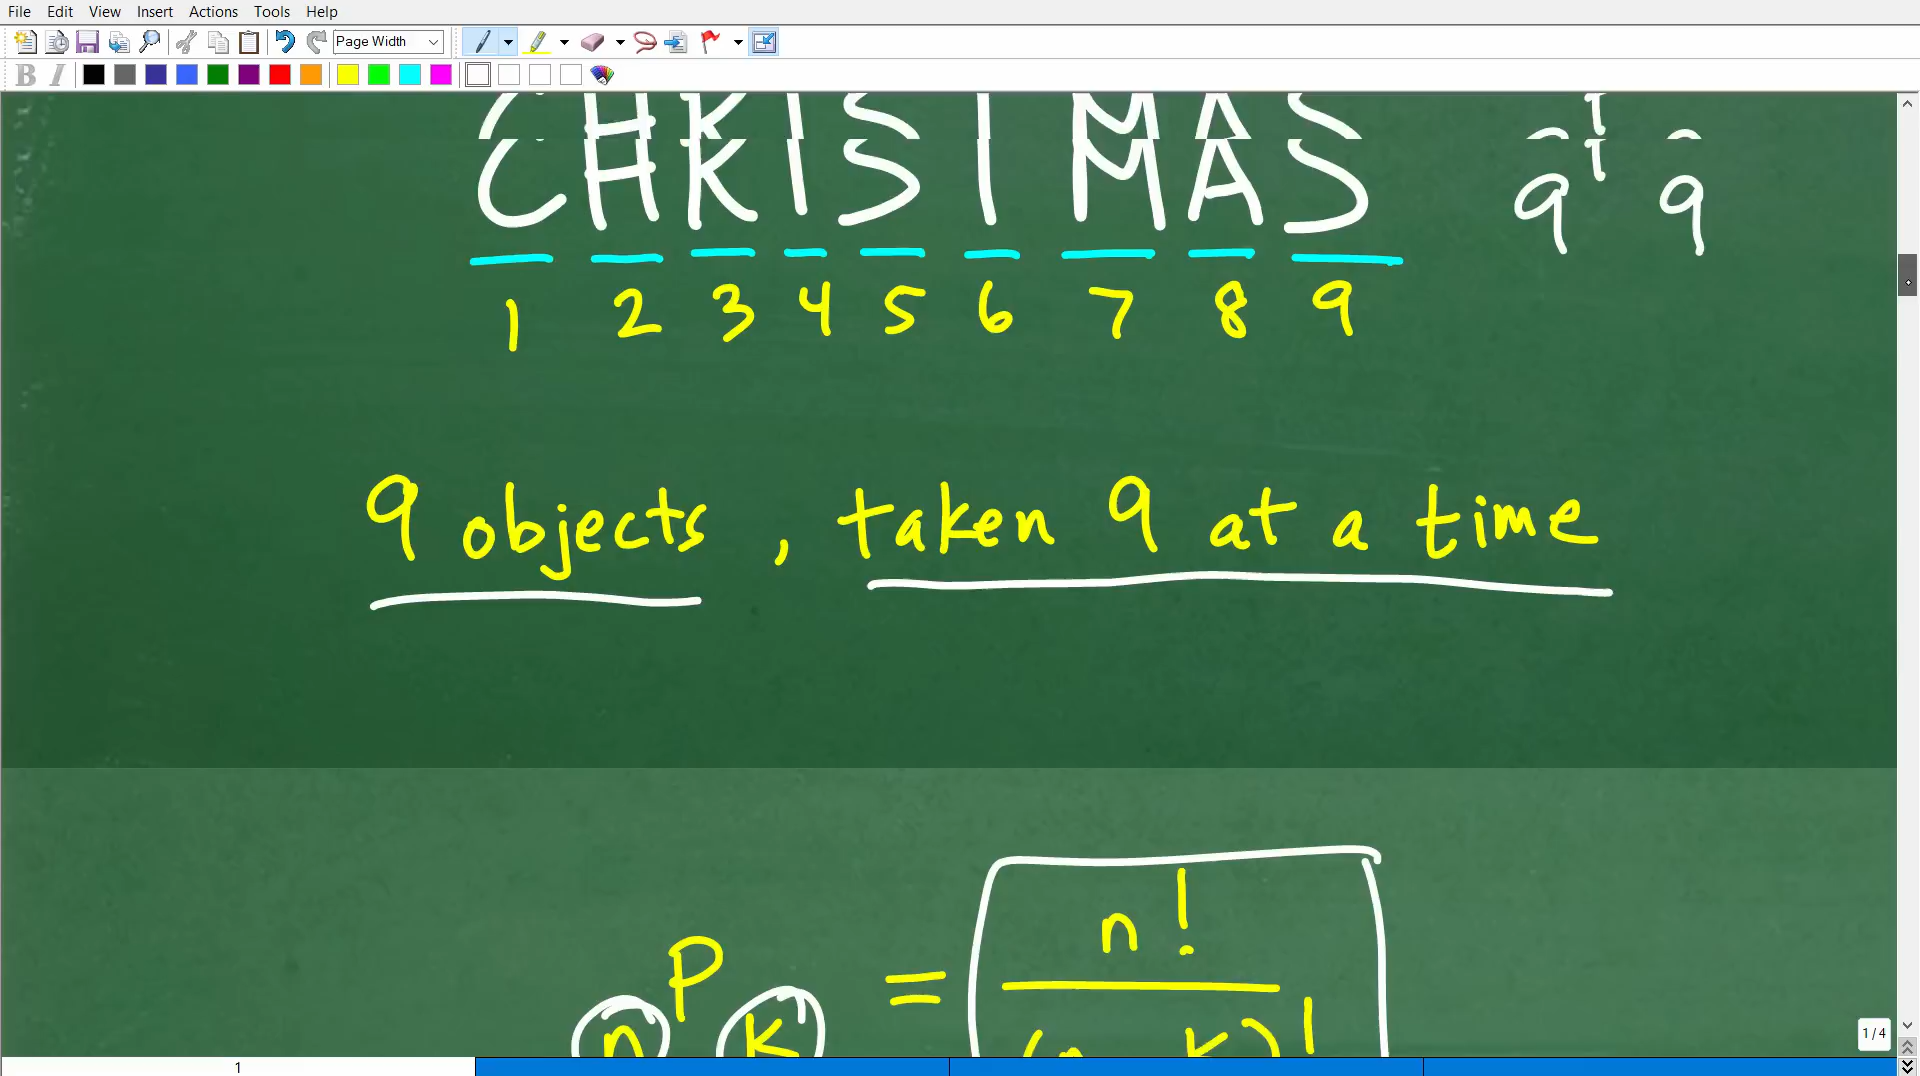 File Edit View Insert Actions Tools Help
Page Width
B I
CHRISTMAS
9 9
1 2 3 4 5 6 7 8 9
9 objects, taken 9 at a time
n!
P =
n k (n k)!
1/4
1